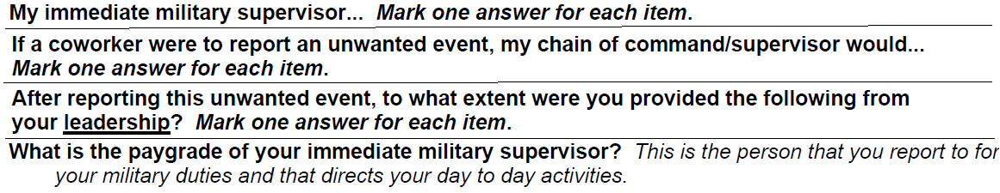 My immediate military supervisor... Mark one answer for each item.
If a coworker were to report an unwanted event, my chain of command/supervisor would...
Mark one answer for each item.
After reporting this unwanted event, to what extent were you provided the following from
your leadership? Mark one answer for each item.
What is the paygrade of your immediate military supervisor? This is the person that you report to for
your military duties and that directs your day to day activities.